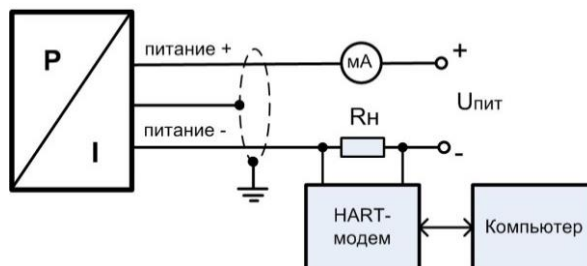 P
I
питание +
мА
+
Uпит
питание -
Rн
-
HART-
модем
Компьютер